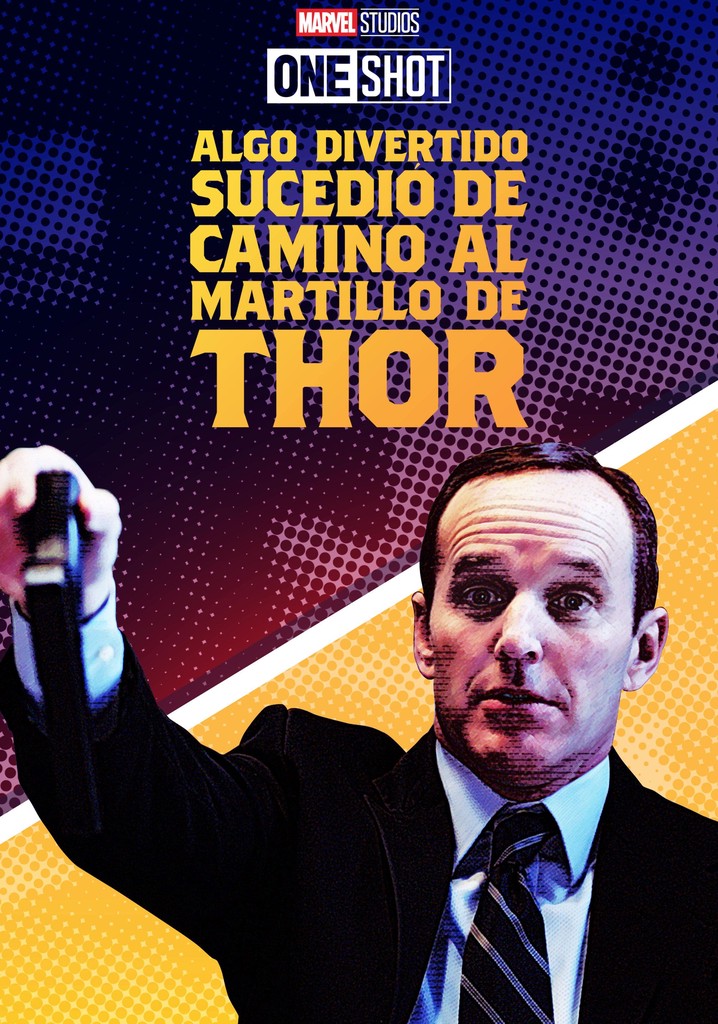 MARVEL STUDIOS
ONE SHOT
ALGO DIVERTIDO
SUCEDIÓ DE
CAMINO AL
MARTILLO DE
THOR